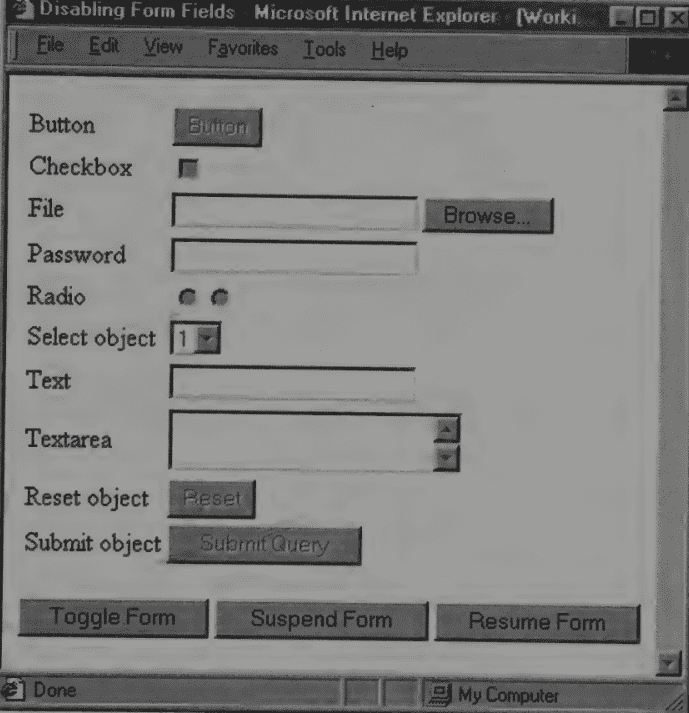 Disabling Form Fields - Microsoft Internet Explorer - [Worki...
File Edit View Favorites Tools Help
Button Button
Checkbox
File Browse...
Password
Radio
Select object 1
Text
Textarea
Reset object Reset
Submit object Submit Query
Toggle Form Suspend Form Resume Form
Done My Computer